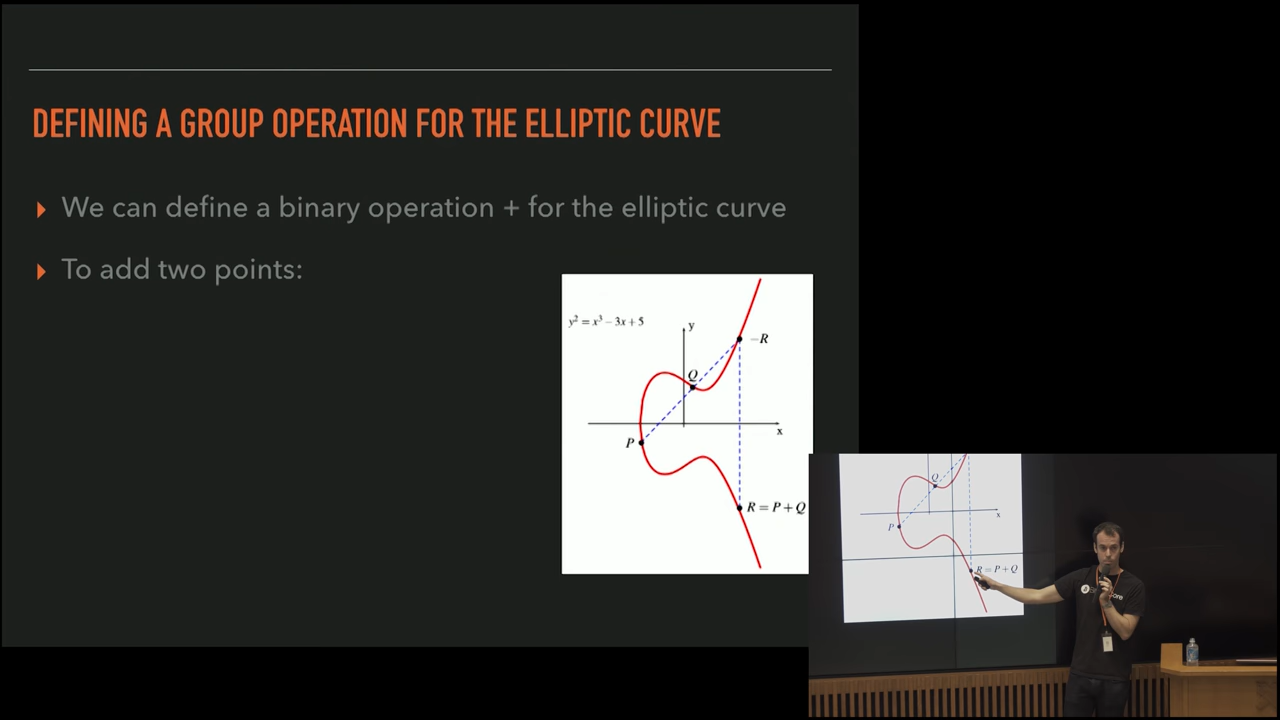 DEFINING A GROUP OPERATION FOR THE ELLIPTIC CURVE
▸ We can define a binary operation + for the elliptic curve
▸ To add two points:
y² = x³ − 3x + 5
y
−R
Q
x
P
R = P + Q
Q
x
P
R = P + Q